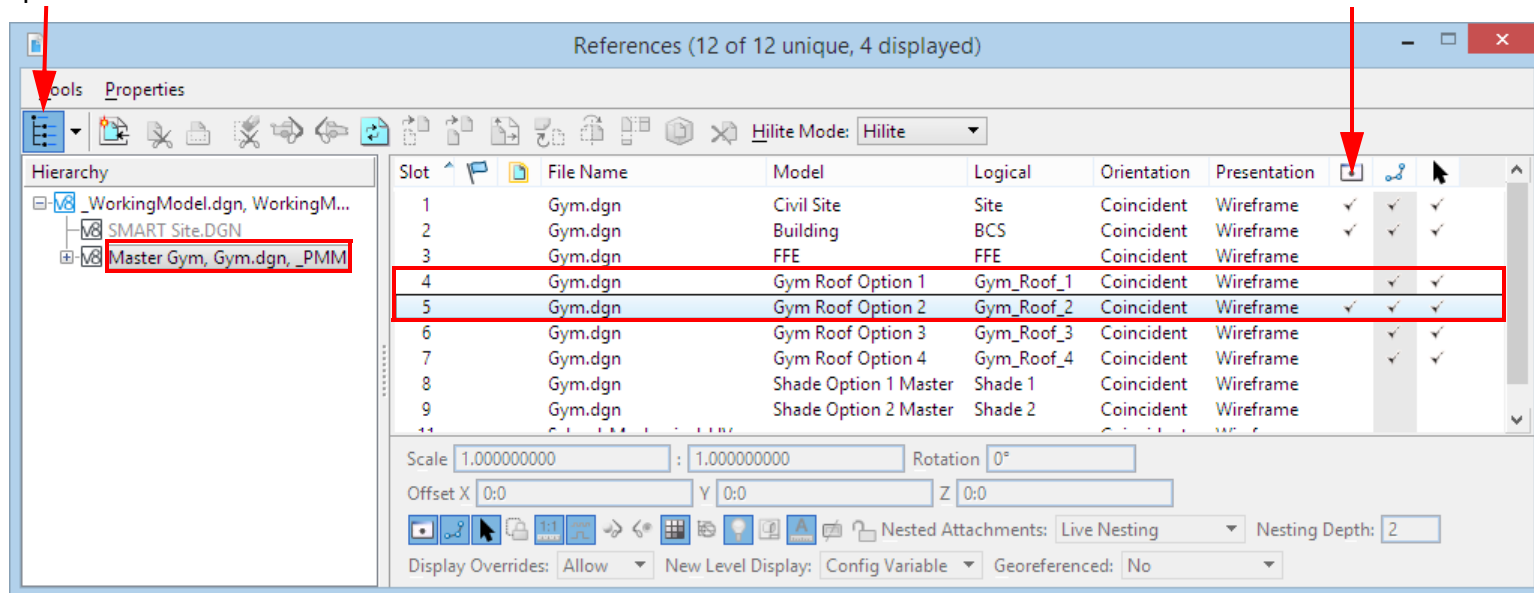 References (12 of 12 unique, 4 displayed)
ools Properties
Hilite Mode: Hilite
Hierarchy
Slot File Name Model Logical Orientation Presentation
_WorkingModel.dgn, WorkingM...
SMART Site.DGN
Master Gym, Gym.dgn, _PMM
1 Gym.dgn Civil Site Site Coincident Wireframe
2 Gym.dgn Building BCS Coincident Wireframe
3 Gym.dgn FFE FFE Coincident Wireframe
4 Gym.dgn Gym Roof Option 1 Gym_Roof_1 Coincident Wireframe
5 Gym.dgn Gym Roof Option 2 Gym_Roof_2 Coincident Wireframe
6 Gym.dgn Gym Roof Option 3 Gym_Roof_3 Coincident Wireframe
7 Gym.dgn Gym Roof Option 4 Gym_Roof_4 Coincident Wireframe
8 Gym.dgn Shade Option 1 Master Shade 1 Coincident Wireframe
9 Gym.dgn Shade Option 2 Master Shade 2 Coincident Wireframe
Scale 1.000000000 : 1.000000000 Rotation 0°
Offset X 0:0 Y 0:0 Z 0:0
1:1 Nested Attachments: Live Nesting Nesting Depth: 2
Display Overrides: Allow New Level Display: Config Variable Georeferenced: No